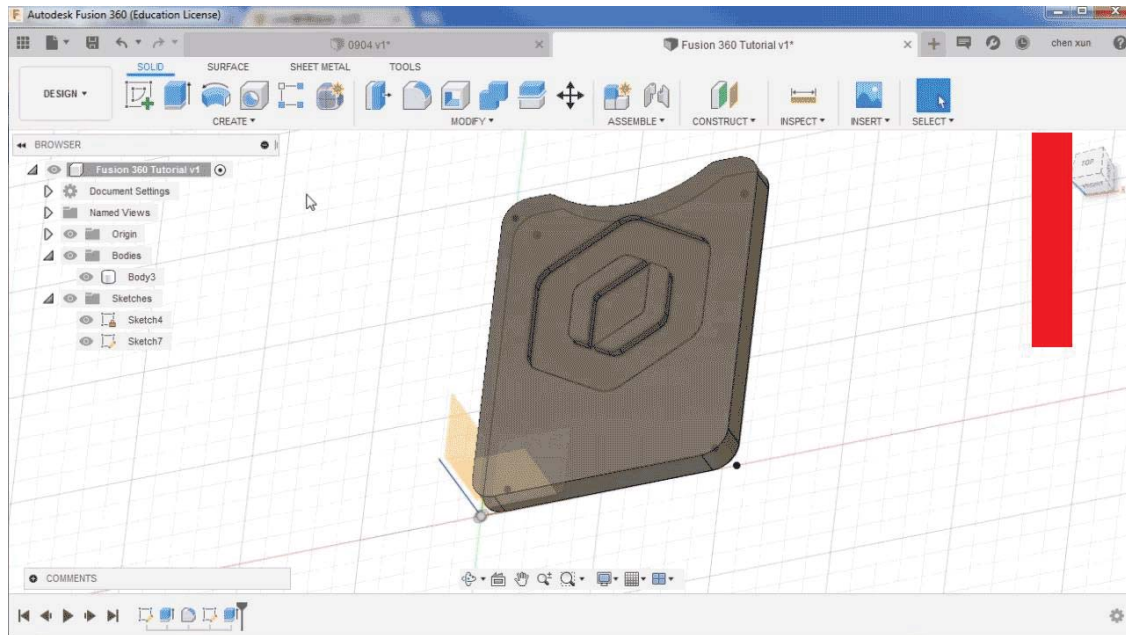 Autodesk Fusion 360 (Education License)
0904 v1*
Fusion 360 Tutorial v1*
chen xun
DESIGN
SOLID
SURFACE
SHEET METAL
TOOLS
CREATE
MODIFY
ASSEMBLE
CONSTRUCT
INSPECT
INSERT
SELECT
BROWSER
Fusion 360 Tutorial v1
Document Settings
Named Views
Origin
Bodies
Body3
Sketches
Sketch4
Sketch7
TOP
COMMENTS